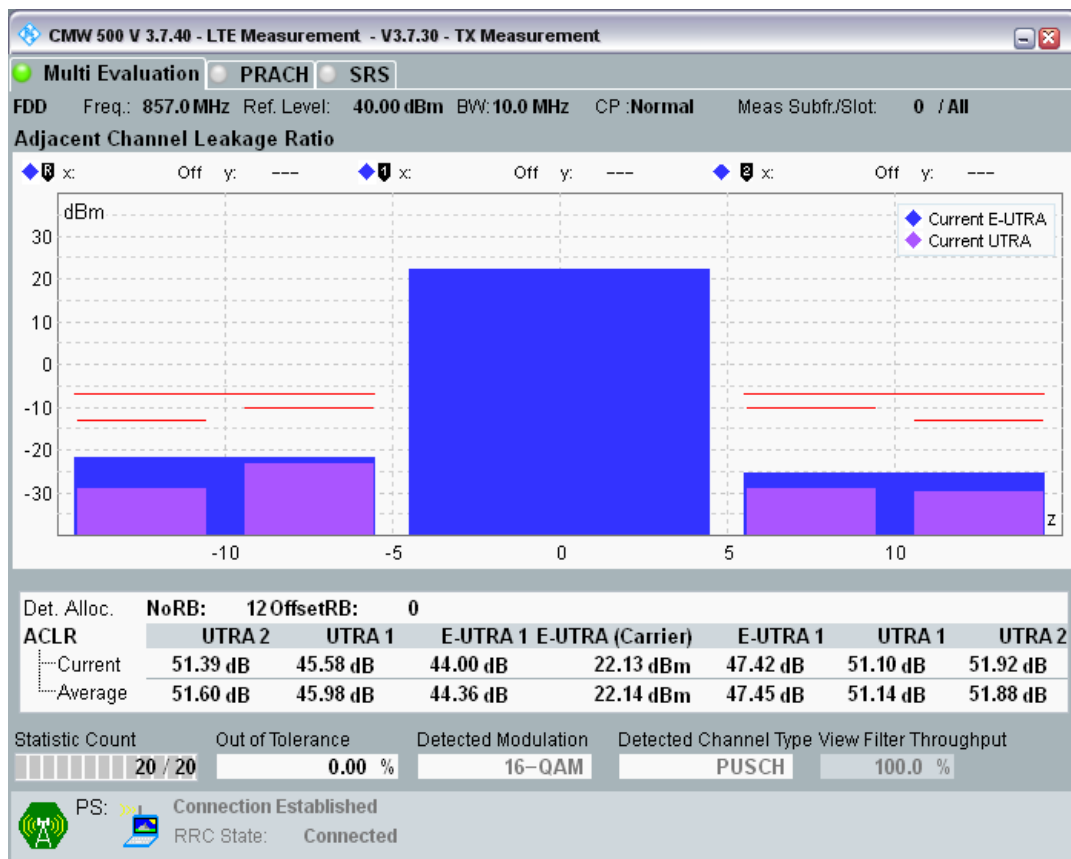 CMW 500 V 3.7.40 - LTE Measurement - V3.7.30 - TX Measurement
Multi Evaluation PRACH SRS
FDD Freq.: 857.0 MHz Ref. Level: 40.00 dBm BW: 10.0 MHz CP :Normal Meas Subfr./Slot: 0 / All
Adjacent Channel Leakage Ratio
R x: Off y: --- 1 x: Off y: --- 2 x: Off y: ---
dBm
Current E-UTRA
Current UTRA
30
20
10
0
-10
-20
-30
z
-10 -5 0 5 10
Det. Alloc. NoRB: 12 OffsetRB: 0
ACLR UTRA 2 UTRA 1 E-UTRA 1 E-UTRA (Carrier) E-UTRA 1 UTRA 1 UTRA 2
Current 51.39 dB 45.58 dB 44.00 dB 22.13 dBm 47.42 dB 51.10 dB 51.92 dB
Average 51.60 dB 45.98 dB 44.36 dB 22.14 dBm 47.45 dB 51.14 dB 51.88 dB
Statistic Count Out of Tolerance Detected Modulation Detected Channel Type View Filter Throughput
20 / 20 0.00 % 16-QAM PUSCH 100.0 %
PS: Connection Established
RRC State: Connected